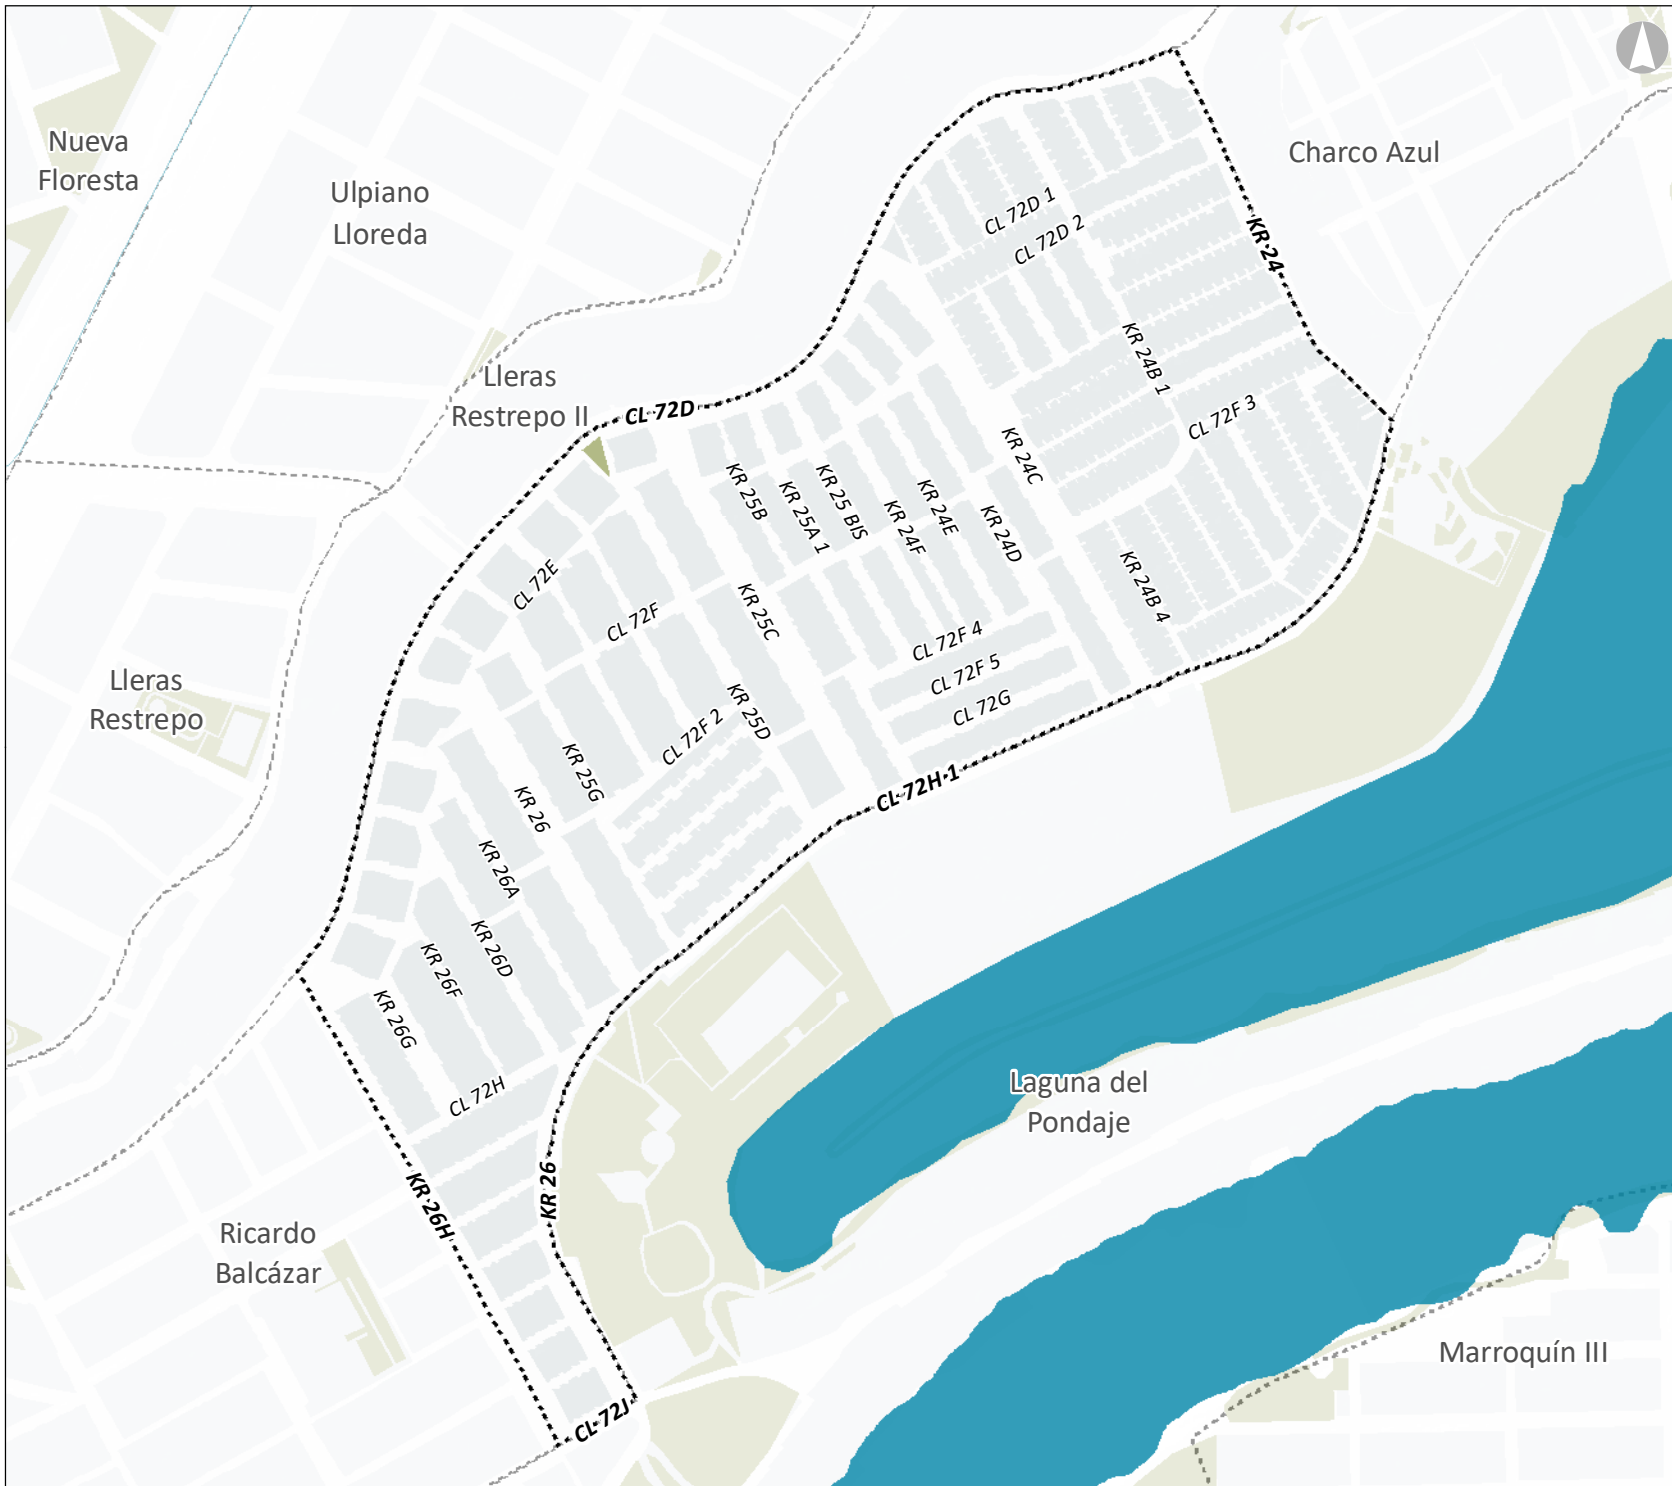 Nueva
Floresta
Ulpiano
Lloreda
Charco Azul
CL 72D 1
CL 72D 2
KR 24
Lleras
Restrepo II
CL 72D
KR 24B 1
CL 72F 3
KR 24C
KR 25B
KR 25A 1
KR 25 BIS
KR 24F
KR 24E
KR 24D
CL 72E
CL 72F
KR 25C
KR 24B 4
CL 72F 4
CL 72F 5
CL 72G
Lleras
Restrepo
CL 72F 2
KR 25D
KR 25G
KR 26
CL 72H 1
KR 26A
KR 26D
KR 26F
KR 26G
CL 72H
Laguna del
Pondaje
KR 26H
KR 26
Ricardo
Balcázar
Marroquín III
CL 72J